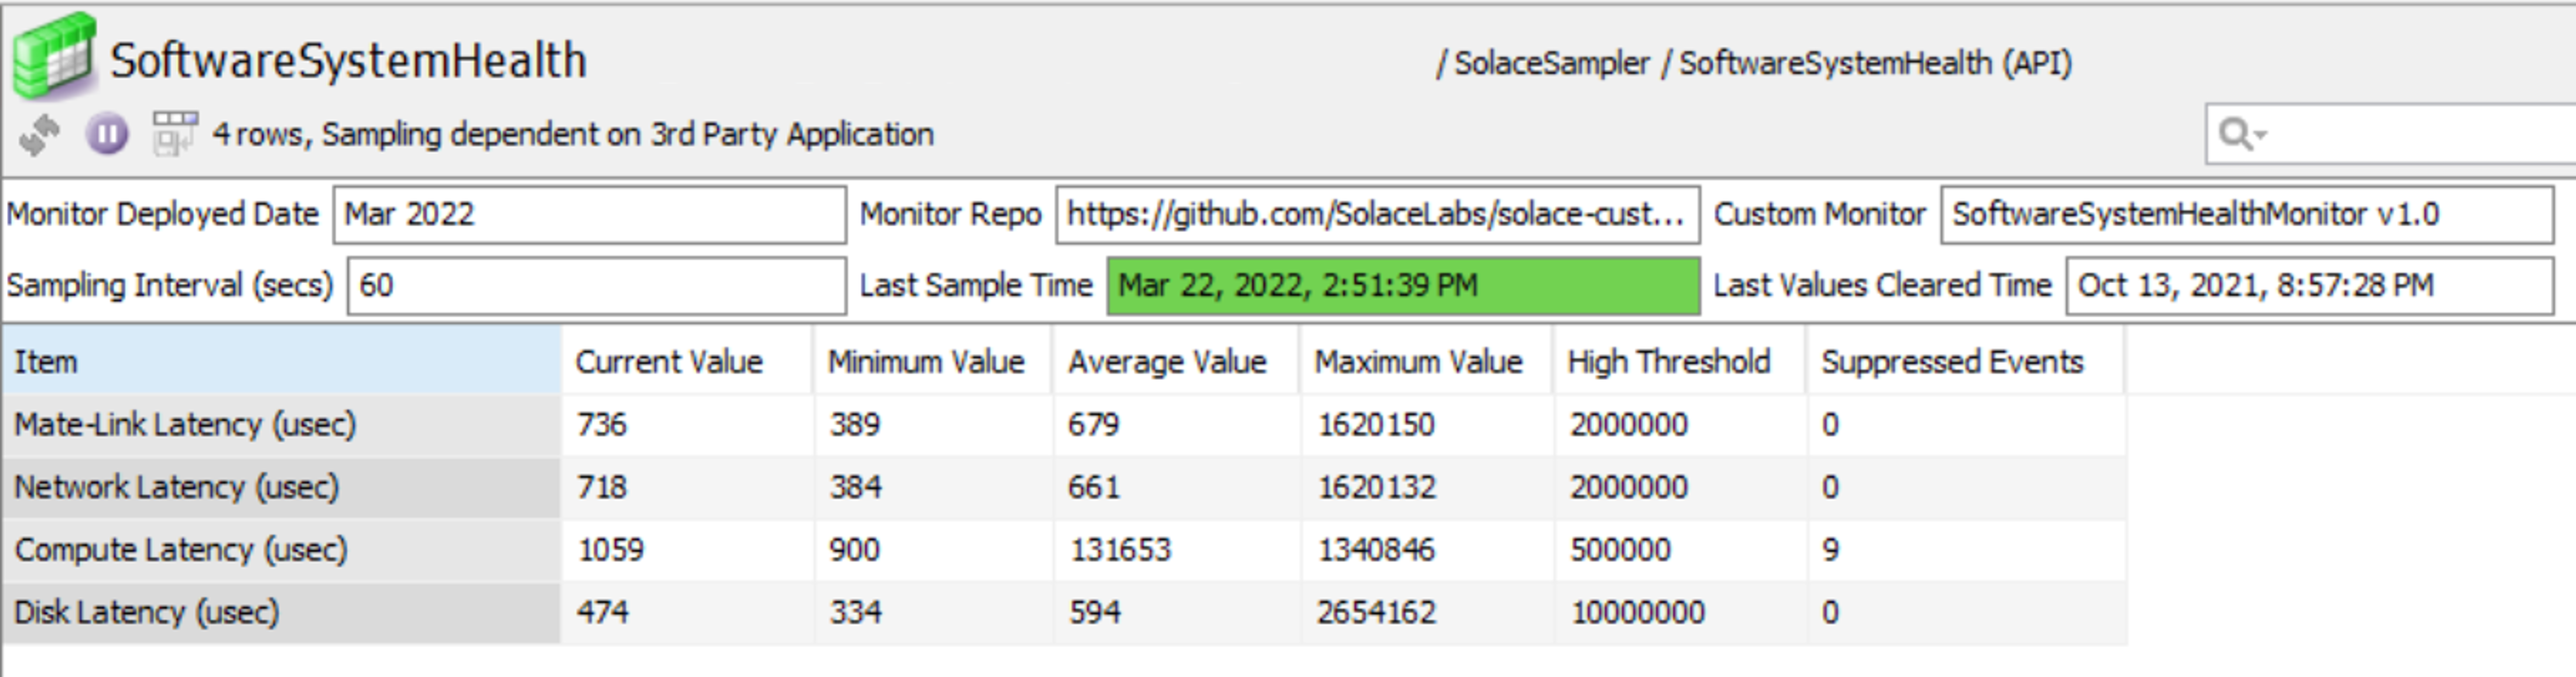 SoftwareSystemHealth / SolaceSampler / SoftwareSystemHealth (API)
4 rows, Sampling dependent on 3rd Party Application
Monitor Deployed Date Mar 2022 Monitor Repo https://github.com/SolaceLabs/solace-cust... Custom Monitor SoftwareSystemHealthMonitor v1.0
Sampling Interval (secs) 60 Last Sample Time Mar 22, 2022, 2:51:39 PM Last Values Cleared Time Oct 13, 2021, 8:57:28 PM
Item Current Value Minimum Value Average Value Maximum Value High Threshold Suppressed Events
Mate-Link Latency (usec) 736 389 679 1620150 2000000 0
Network Latency (usec) 718 384 661 1620132 2000000 0
Compute Latency (usec) 1059 900 131653 1340846 500000 9
Disk Latency (usec) 474 334 594 2654162 10000000 0